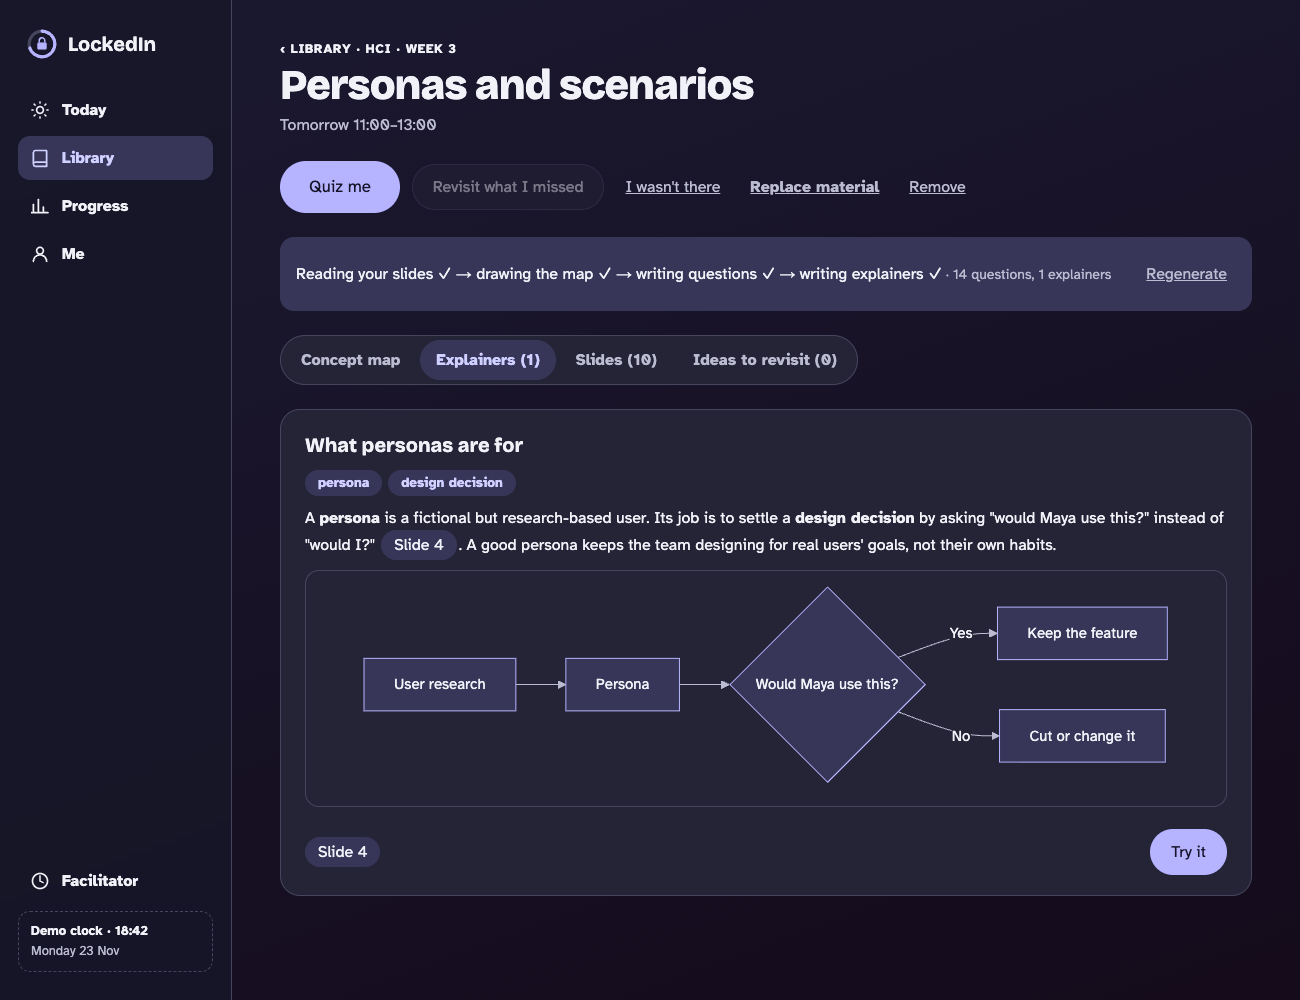 LockedIn
Today
Library
Progress
Me
Facilitator
Demo clock · 18:42
Monday 23 Nov
‹ LIBRARY · HCI · WEEK 3
Personas and scenarios
Tomorrow 11:00–13:00
Quiz me
Revisit what I missed
I wasn't there
Replace material
Remove
Reading your slides ✓ → drawing the map ✓ → writing questions ✓ → writing explainers ✓ · 14 questions, 1 explainers
Regenerate
Concept map
Explainers (1)
Slides (10)
Ideas to revisit (0)
What personas are for
persona
design decision
A persona is a fictional but research-based user. Its job is to settle a design decision by asking "would Maya use this?" instead of
"would I?" Slide 4 . A good persona keeps the team designing for real users' goals, not their own habits.
User research
Persona
Would Maya use this?
Yes
Keep the feature
No
Cut or change it
Slide 4
Try it